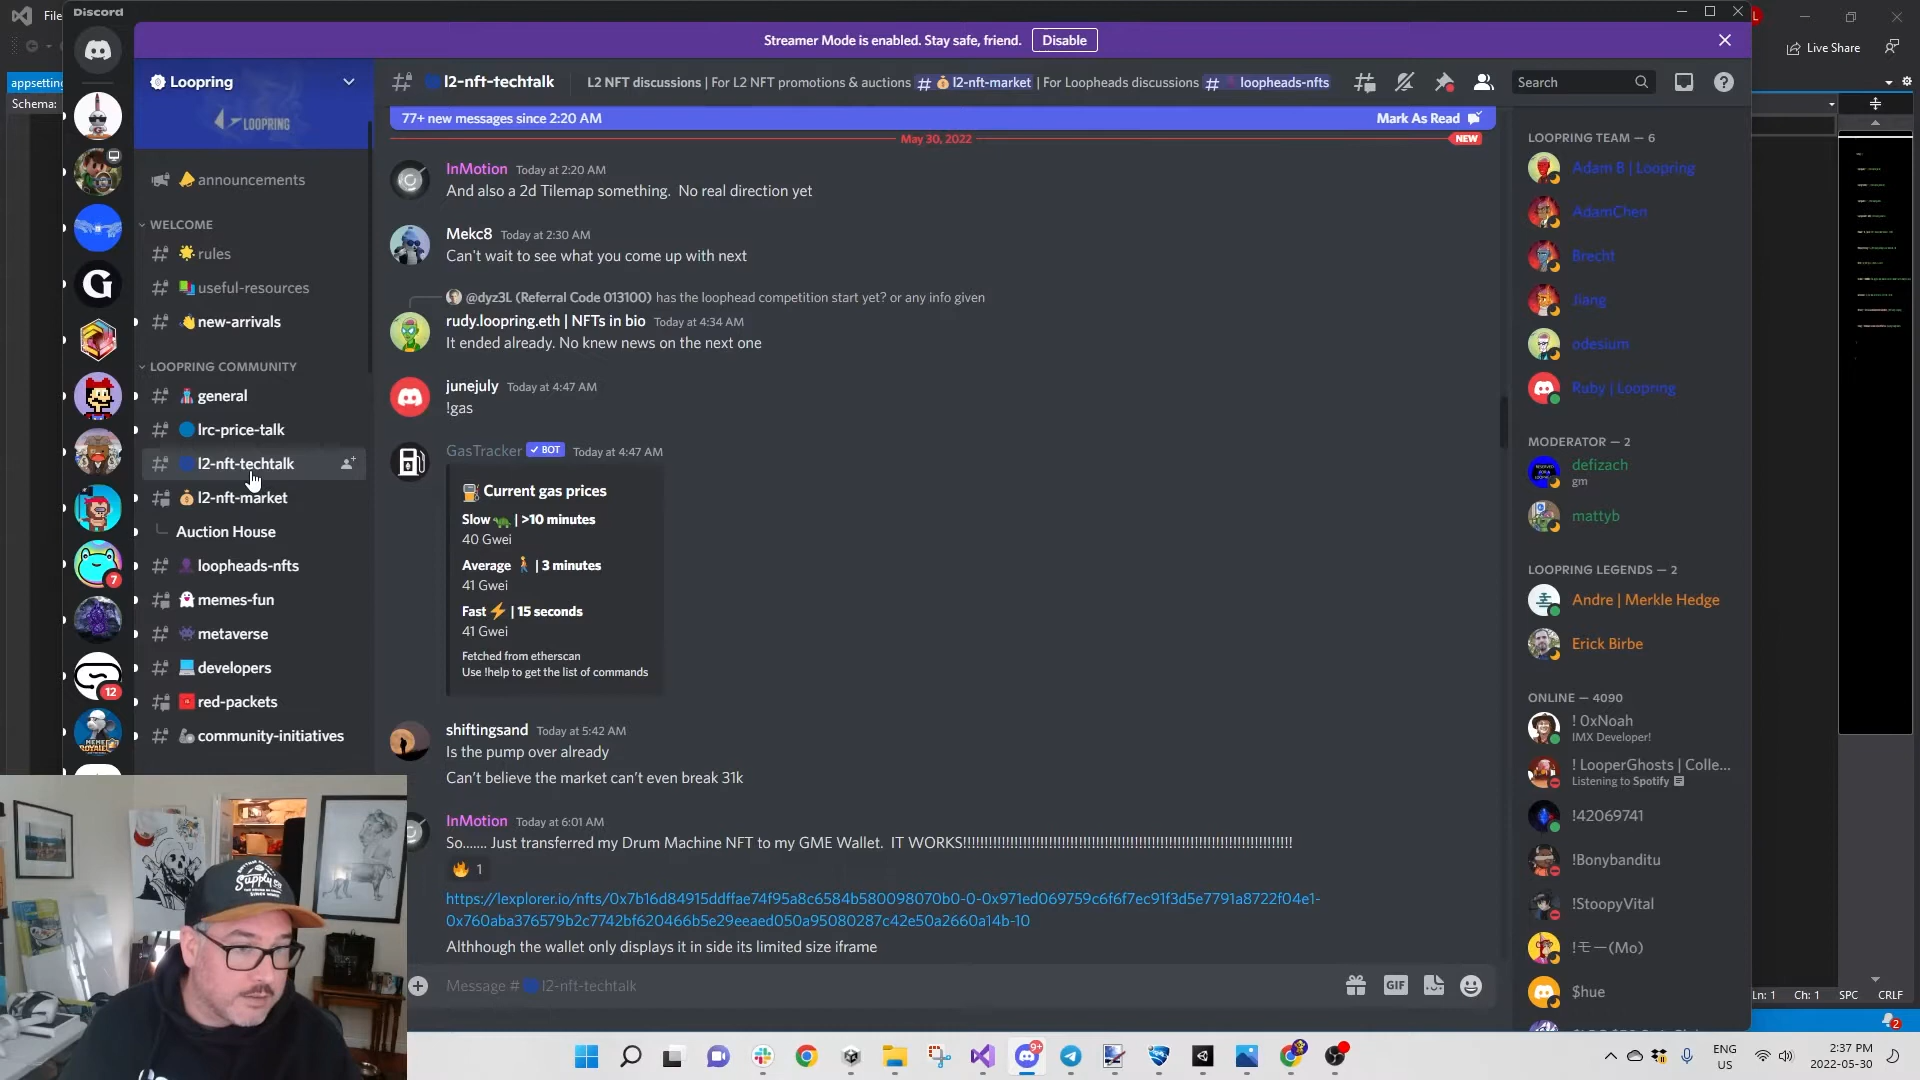 Discord
File
Live Share
appsetting
Schema:
Streamer Mode is enabled. Stay safe, friend. Disable
Loopring
LOOPRING
announcements
WELCOME
rules
useful-resources
new-arrivals
LOOPRING COMMUNITY
general
lrc-price-talk
l2-nft-techtalk
l2-nft-market
Auction House
loopheads-nfts
memes-fun
metaverse
developers
red-packets
community-initiatives
7
12
l2-nft-techtalk
L2 NFT discussions | For L2 NFT promotions & auctions # l2-nft-market | For Loopheads discussions # loopheads-nfts
Search
77+ new messages since 2:20 AM
Mark As Read
May 30, 2022
NEW
InMotion Today at 2:20 AM
And also a 2d Tilemap something. No real direction yet
Mekc8 Today at 2:30 AM
Can't wait to see what you come up with next
@dyz3L (Referral Code 013100) has the loophead competition start yet? or any info given
rudy.loopring.eth | NFTs in bio Today at 4:34 AM
It ended already. No knew news on the next one
junejuly Today at 4:47 AM
!gas
GasTracker ✓ BOT Today at 4:47 AM
Current gas prices
Slow 🐢 | >10 minutes
40 Gwei
Average 🚶 | 3 minutes
41 Gwei
Fast ⚡ | 15 seconds
41 Gwei
Fetched from etherscan
Use !help to get the list of commands
shiftingsand Today at 5:42 AM
Is the pump over already
Can't believe the market can't even break 31k
InMotion Today at 6:01 AM
So....... Just transferred my Drum Machine NFT to my GME Wallet. IT WORKS!!!!!!!!!!!!!!!!!!!!!!!!!!!!!!!!!!!!!!!!!!!!!!!!!!!!!!!!!!!!!!!!!!!!!!!!!!
🔥 1
https://lexplorer.io/nfts/0x7b16d84915ddffae74f95a8c6584b580098070b0-0-0x971ed069759c6f6f7ec91f3d5e7791a8722f04e1-
0x760aba376579b2c7742bf620466b5e29eeaed050a95080287c42e50a2660a14b-10
Althhough the wallet only displays it in side its limited size iframe
Message # l2-nft-techtalk
GIF
LOOPRING TEAM — 6
Adam B | Loopring
AdamChen
Brecht
Jiang
odesium
Ruby | Loopring
MODERATOR — 2
defizach
gm
mattyb
LOOPRING LEGENDS — 2
Andre | Merkle Hedge
Erick Birbe
ONLINE — 4090
! 0xNoah
IMX Developer!
! LooperGhosts | Colle...
Listening to Spotify
!42069741
!Bonybanditu
!StoopyVital
!モー(Mo)
$hue
Ln: 1 Ch: 1 SPC CRLF
2
9+
ENG
US
2:37 PM
2022-05-30
Supply Co